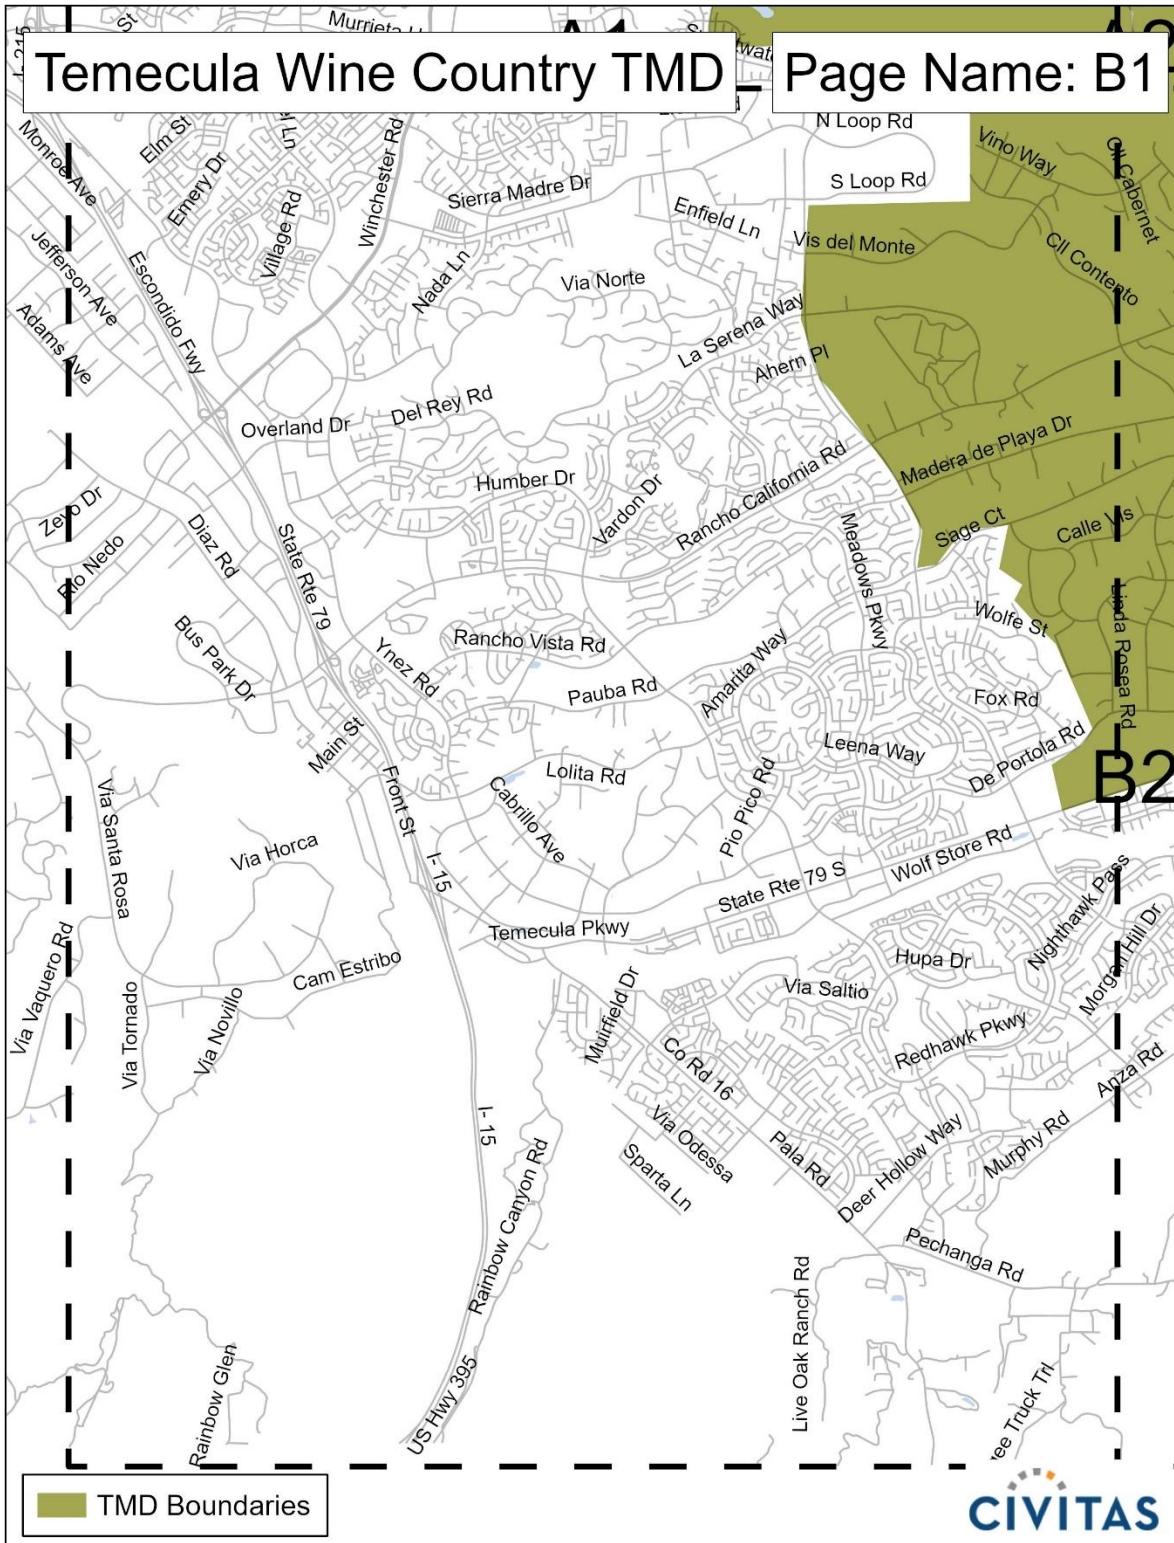 I- 215
St
Murrieta
A1
A2
Temecula Wine Country TMD
Page Name: B1
N Loop Rd
Elm St
Monroe Ave
Vino Way
Cll Cabernet
Winchester Rd
Emery Dr
Sierra Madre Dr
S Loop Rd
Enfield Ln
Village Rd
Vis del Monte
Jefferson Ave
Cll Contento
Escondido Fwy
Nada Ln
Via Norte
La Serena Way
Adams Ave
Ahern Pl
Del Rey Rd
Overland Dr
Madera de Playa Dr
Humber Dr
Rancho California Rd
Vardon Dr
Zevo Dr
Diaz Rd
Sage Ct
Calle Vis
State Rte 79
Meadows Pkwy
Rio Nedo
Linda Rosea Rd
Wolfe St
Bus Park Dr
Rancho Vista Rd
Ynez Rd
Amarita Way
Pauba Rd
Fox Rd
Main St
Leena Way
De Portola Rd
B2
Lolita Rd
Front St
Cabrillo Ave
Pio Pico Rd
Via Santa Rosa
Via Horca
Wolf Store Rd
I- 15
State Rte 79 S
Nighthawk Pass
Temecula Pkwy
Morgan Hill Dr
Via Vaquero Rd
Cam Estribo
Hupa Dr
Via Saltio
Via Tornado
Via Novillo
Muirfield Dr
Redhawk Pkwy
Co Rd 16
Anza Rd
I- 15
Via Odessa
Murphy Rd
Pala Rd
Deer Hollow Way
Sparta Ln
Rainbow Canyon Rd
Pechanga Rd
Live Oak Ranch Rd
Rainbow Glen
US Hwy 395
ee Truck Trl
TMD Boundaries
CIVITAS